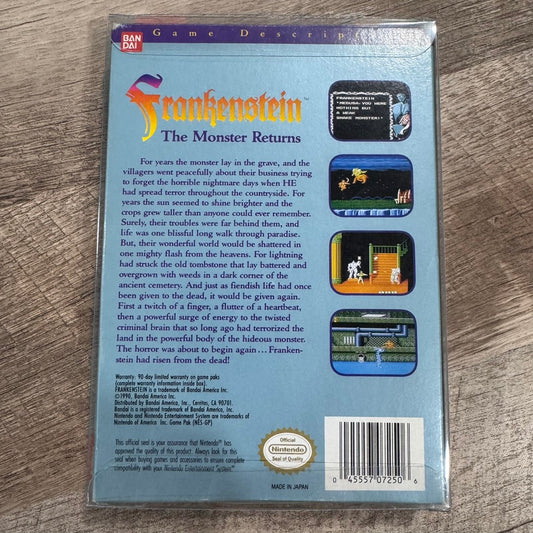 BAN
DAI
Game Descrip
Frankenstein™
The Monster Returns
For years the monster lay in the grave, and the
villagers went peacefully about their business trying
to forget the horrible nightmare days when HE
had spread terror throughout the countryside. For
years the sun seemed to shine brighter and the
crops grew taller than anyone could ever remember.
Surely, their troubles were far behind them, and
life was one blissful long walk through paradise.
But, their wonderful world would be shattered in
one mighty flash from the heavens. For lightning
had struck the old tombstone that lay battered and
overgrown with weeds in a dark corner of the
ancient cemetery. And just as fiendish life had once
been given to the dead, it would be given again.
First a twitch of a finger, a flutter of a heartbeat,
then a powerful surge of energy to the twisted
criminal brain that so long ago had terrorized the
land in the powerful body of the hideous monster.
The horror was about to begin again... Franken-
stein had risen from the dead!
FRANKENSTEIN
"MEDUSA: YOU WERE
NOTHING BUT
A WEAK
SNAKE MONSTER!"
Warranty: 90-day limited warranty on game paks
(complete warranty information inside box).
FRANKENSTEIN is a trademark of Bandai America Inc.
©1990, Bandai America Inc.
Distributed by Bandai America Inc., Cerritos, CA 90701.
Bandai is a registered trademark of Bandai America Inc.
Nintendo and Nintendo Entertainment System are trademarks of
Nintendo of America Inc. Game Pak (NES-GP)
This official seal is your assurance that Nintendo® has
approved the quality of this product. Always look for this
seal when buying games and accessories to ensure complete
compatibility with your Nintendo Entertainment System™
Official
Nintendo
Seal of Quality
MADE IN JAPAN
0 45557 07250 6